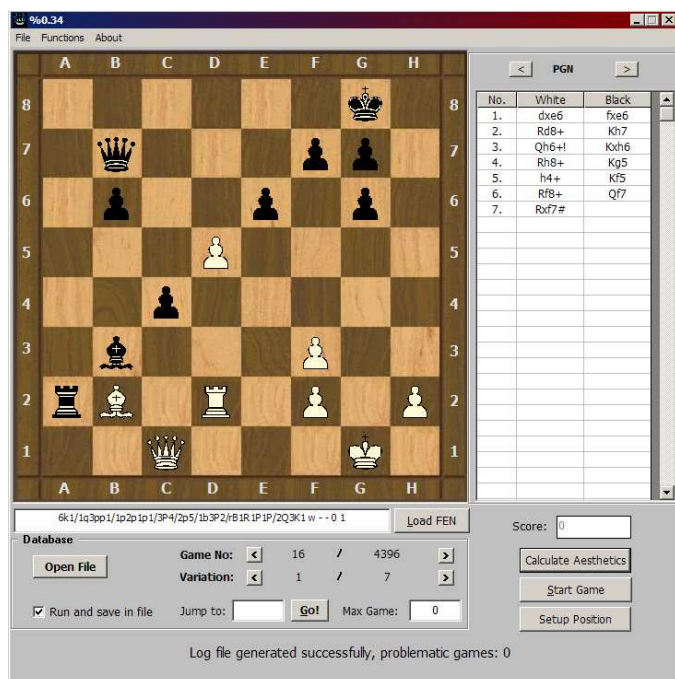 %0.34
File Functions About
A B C D E F G H
8 8
7 7
6 6
5 5
4 4
3 3
2 2
1 1
A B C D E F G H
< PGN >
No. White Black
1. dxe6 fxe6
2. Rd8+ Kh7
3. Qh6+! Kxh6
4. Rh8+ Kg5
5. h4+ Kf5
6. Rf8+ Qf7
7. Rxf7#
6k1/1q3pp1/1p2p1p1/3P4/2p5/1b3P2/rB1R1P1P/2Q3K1 w - - 0 1
Load FEN
Database
Open File
Game No: < 16 / 4396 >
Variation: < 1 / 7 >
Run and save in file
Jump to: Go! Max Game: 0
Score: 0
Calculate Aesthetics
Start Game
Setup Position
Log file generated successfully, problematic games: 0